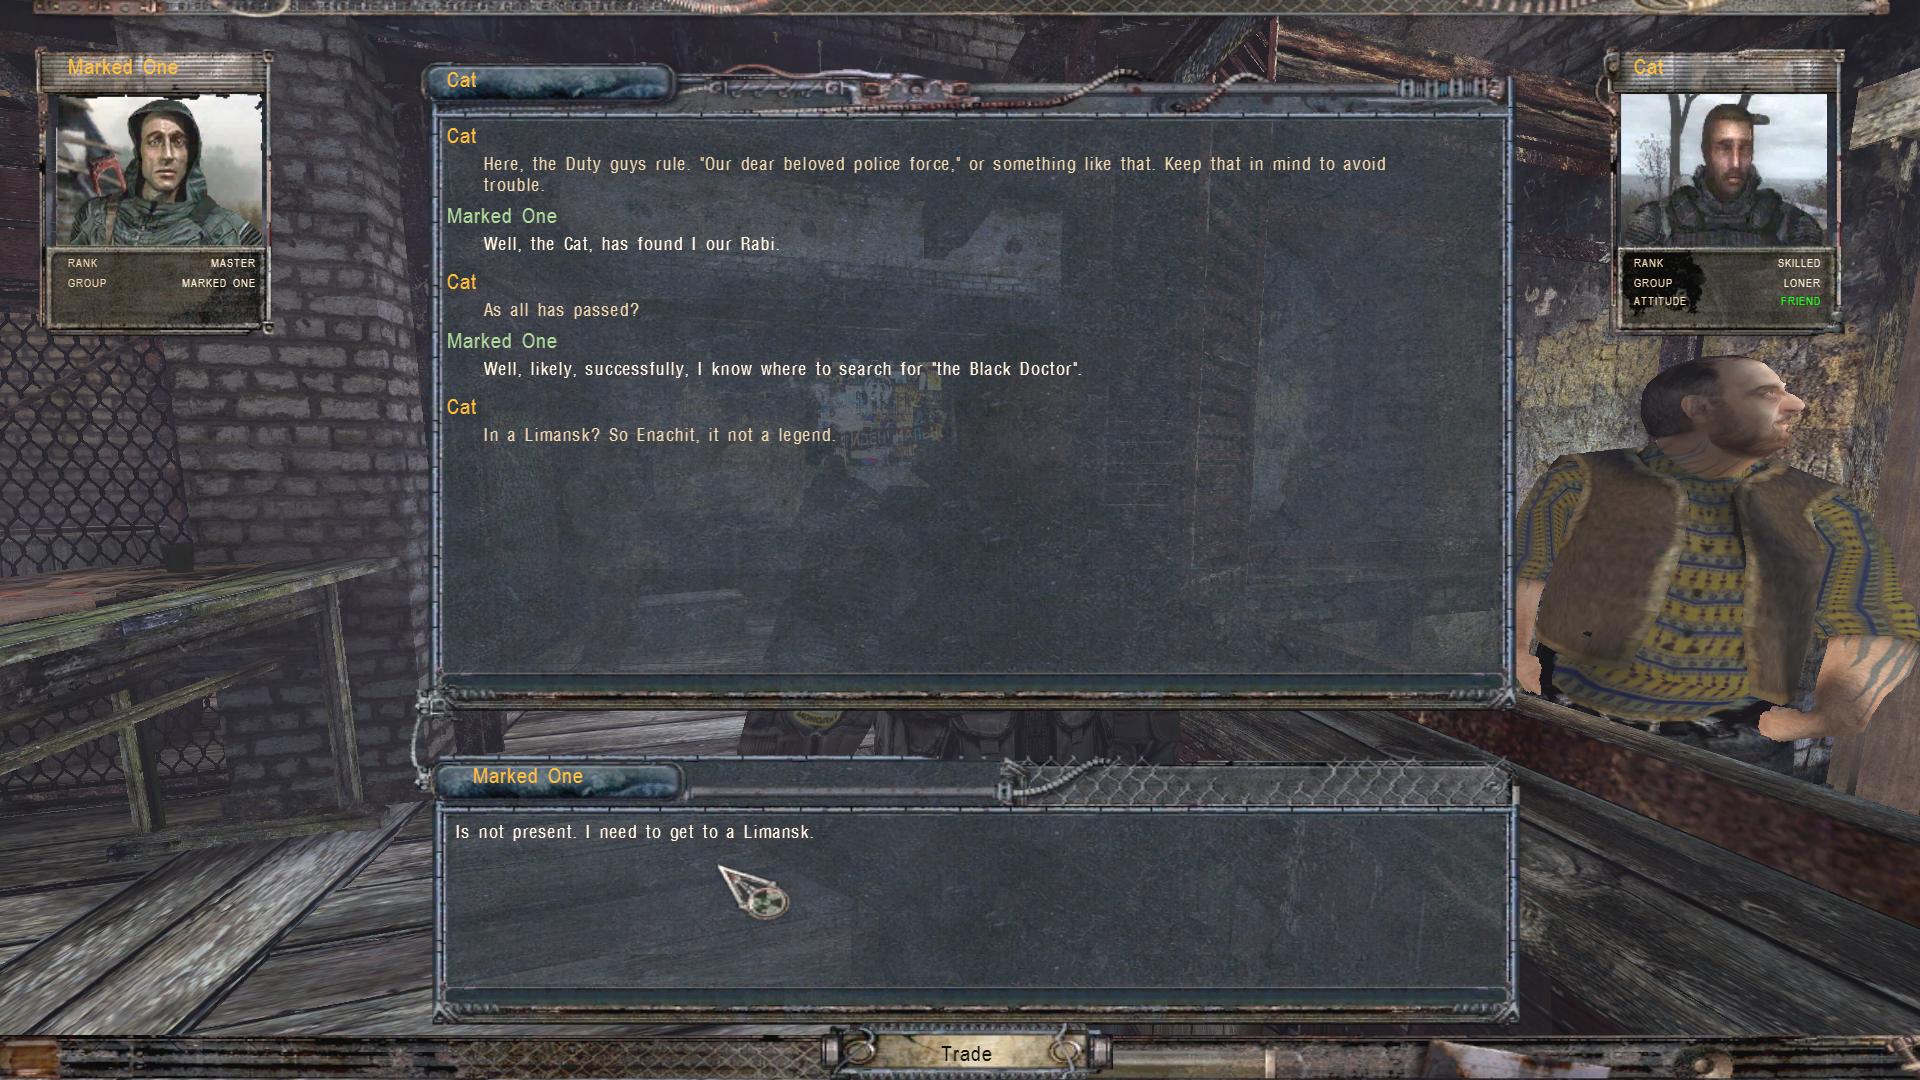 Marked One
RANK MASTER
GROUP MARKED ONE
Cat
Cat
Here, the Duty guys rule. "Our dear beloved police force," or something like that. Keep that in mind to avoid
trouble.
Marked One
Well, the Cat, has found I our Rabi.
Cat
As all has passed?
Marked One
Well, likely, successfully, I know where to search for "the Black Doctor".
Cat
In a Limansk? So Enachit, it not a legend.
Cat
RANK SKILLED
GROUP LONER
ATTITUDE FRIEND
Marked One
Is not present. I need to get to a Limansk.
Trade